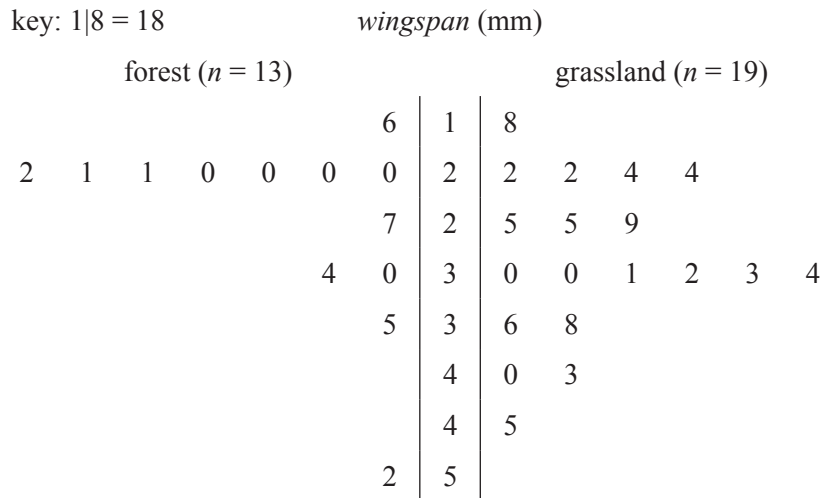 key: 1|8 = 18 wingspan (mm)
forest (n = 13) grassland (n = 19)
6 | 1 | 8
2 1 1 0 0 0 0 | 2 | 2 2 4 4
7 | 2 | 5 5 9
4 0 | 3 | 0 0 1 2 3 4
5 | 3 | 6 8
| 4 | 0 3
| 4 | 5
2 | 5 |